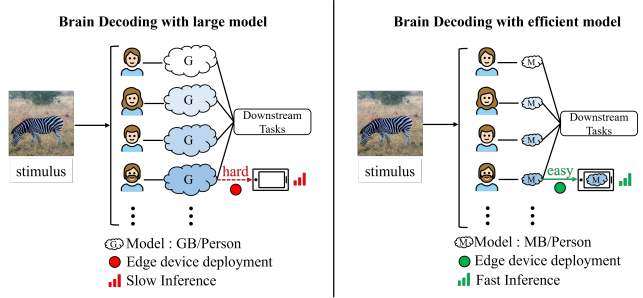 Brain Decoding with large model
G
G
G
G
stimulus
Downstream
Tasks
hard
G Model : GB/Person
Edge device deployment
Slow Inference
Brain Decoding with efficient model
M
M
M
M
M
stimulus
Downstream
Tasks
easy
M Model : MB/Person
Edge device deployment
Fast Inference